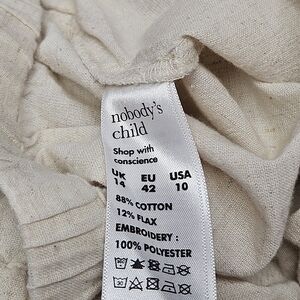 nobody's
child
Shop with
conscience
UK EU USA
14 42 10
88% COTTON
12% FLAX
EMBROIDERY :
100% POLYESTER